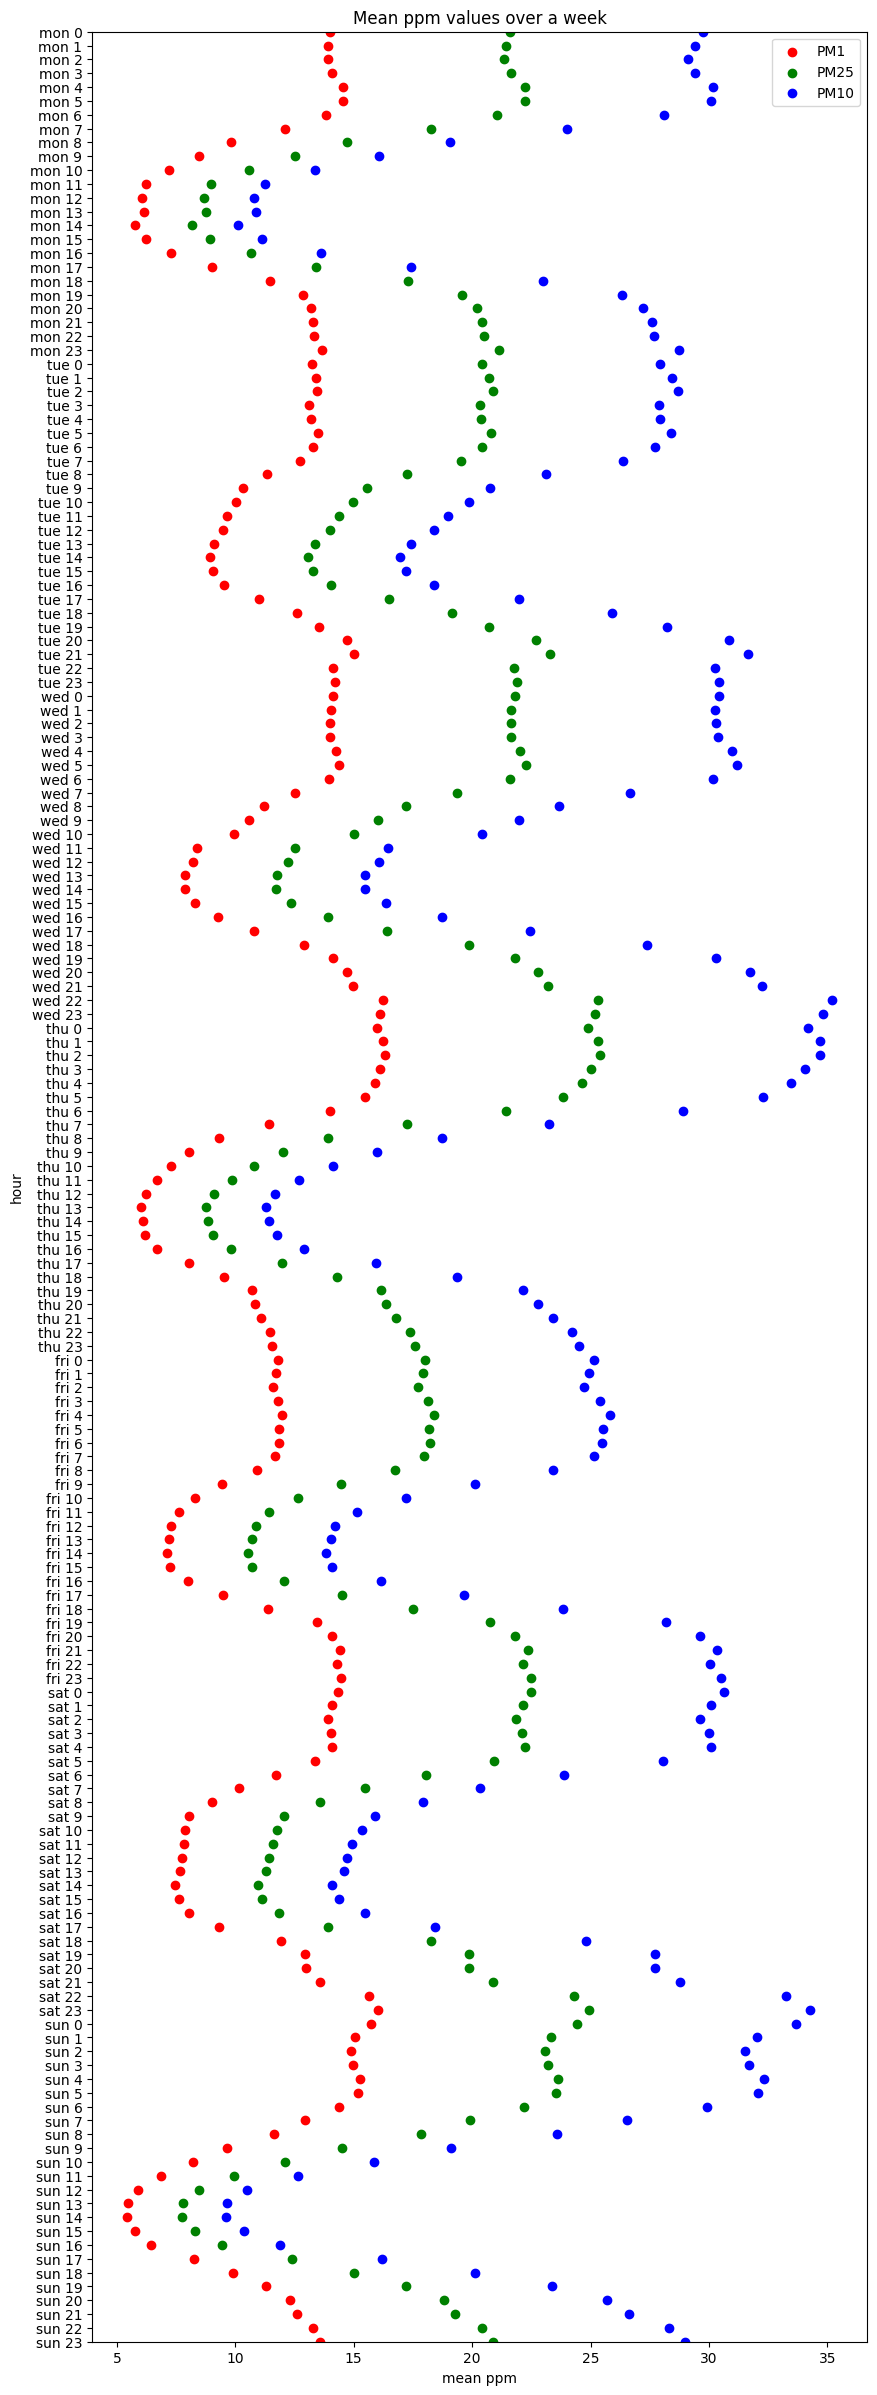 Mean ppm values over a week
PM1
PM25
PM10
mon 0
mon 1
mon 2
mon 3
mon 4
mon 5
mon 6
mon 7
mon 8
mon 9
mon 10
mon 11
mon 12
mon 13
mon 14
mon 15
mon 16
mon 17
mon 18
mon 19
mon 20
mon 21
mon 22
mon 23
tue 0
tue 1
tue 2
tue 3
tue 4
tue 5
tue 6
tue 7
tue 8
tue 9
tue 10
tue 11
tue 12
tue 13
tue 14
tue 15
tue 16
tue 17
tue 18
tue 19
tue 20
tue 21
tue 22
tue 23
wed 0
wed 1
wed 2
wed 3
wed 4
wed 5
wed 6
wed 7
wed 8
wed 9
wed 10
wed 11
wed 12
wed 13
wed 14
wed 15
wed 16
wed 17
wed 18
wed 19
wed 20
wed 21
wed 22
wed 23
thu 0
thu 1
thu 2
thu 3
thu 4
thu 5
thu 6
thu 7
thu 8
thu 9
thu 10
thu 11
thu 12
thu 13
thu 14
thu 15
thu 16
thu 17
thu 18
thu 19
thu 20
thu 21
thu 22
thu 23
fri 0
fri 1
fri 2
fri 3
fri 4
fri 5
fri 6
fri 7
fri 8
fri 9
fri 10
fri 11
fri 12
fri 13
fri 14
fri 15
fri 16
fri 17
fri 18
fri 19
fri 20
fri 21
fri 22
fri 23
sat 0
sat 1
sat 2
sat 3
sat 4
sat 5
sat 6
sat 7
sat 8
sat 9
sat 10
sat 11
sat 12
sat 13
sat 14
sat 15
sat 16
sat 17
sat 18
sat 19
sat 20
sat 21
sat 22
sat 23
sun 0
sun 1
sun 2
sun 3
sun 4
sun 5
sun 6
sun 7
sun 8
sun 9
sun 10
sun 11
sun 12
sun 13
sun 14
sun 15
sun 16
sun 17
sun 18
sun 19
sun 20
sun 21
sun 22
sun 23
hour
5 10 15 20 25 30 35
mean ppm